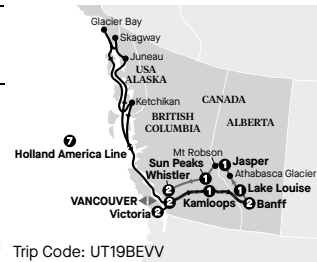 Glacier Bay
Skagway
Juneau
USA
ALASKA
Ketchikan
CANADA
BRITISH
COLUMBIA
ALBERTA
7
Holland America Line
Mt Robson
Sun Peaks
1
Jasper
Whistler
1
Athabasca Glacier
2
1
Lake Louise
VANCOUVER
2
Kamloops
2
Banff
Victoria
2
1
Trip Code: UT19BEVV